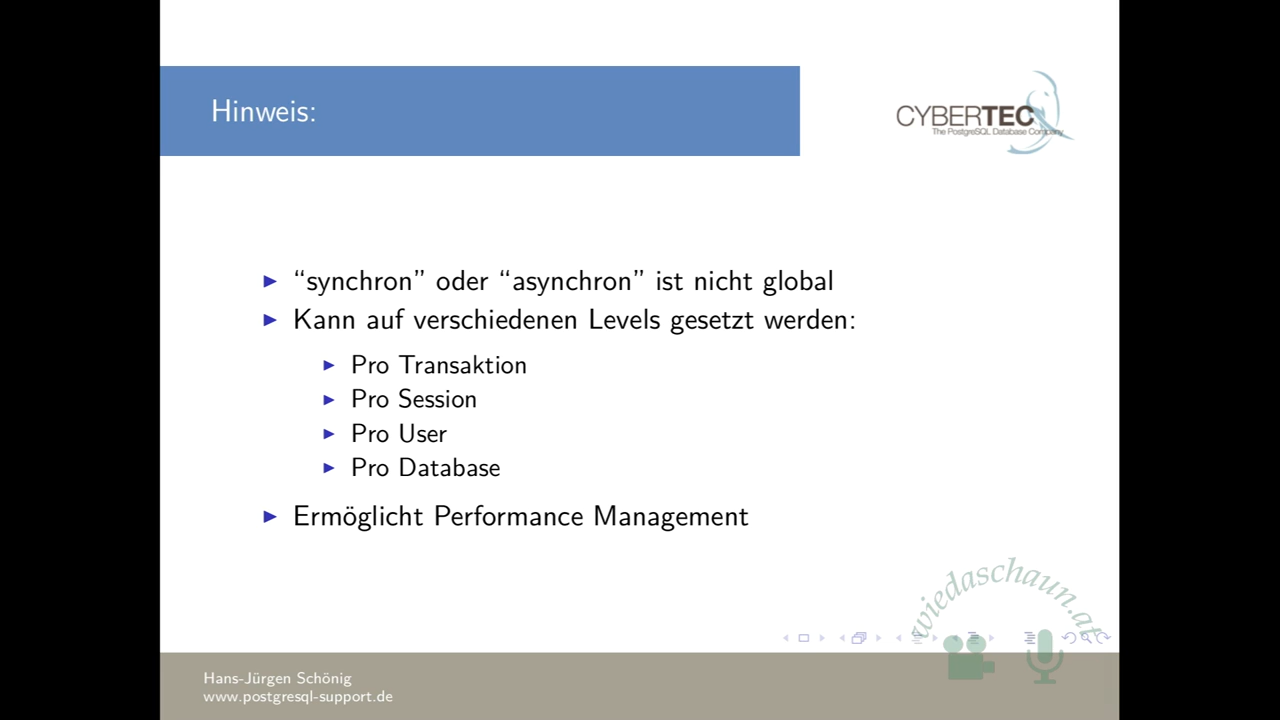 Hinweis:
CYBERTEC
The PostgreSQL Database Company
“synchron” oder “asynchron” ist nicht global
Kann auf verschiedenen Levels gesetzt werden:
Pro Transaktion
Pro Session
Pro User
Pro Database
Ermöglicht Performance Management
wiedaschaun.at
Hans-Jürgen Schönig
www.postgresql-support.de